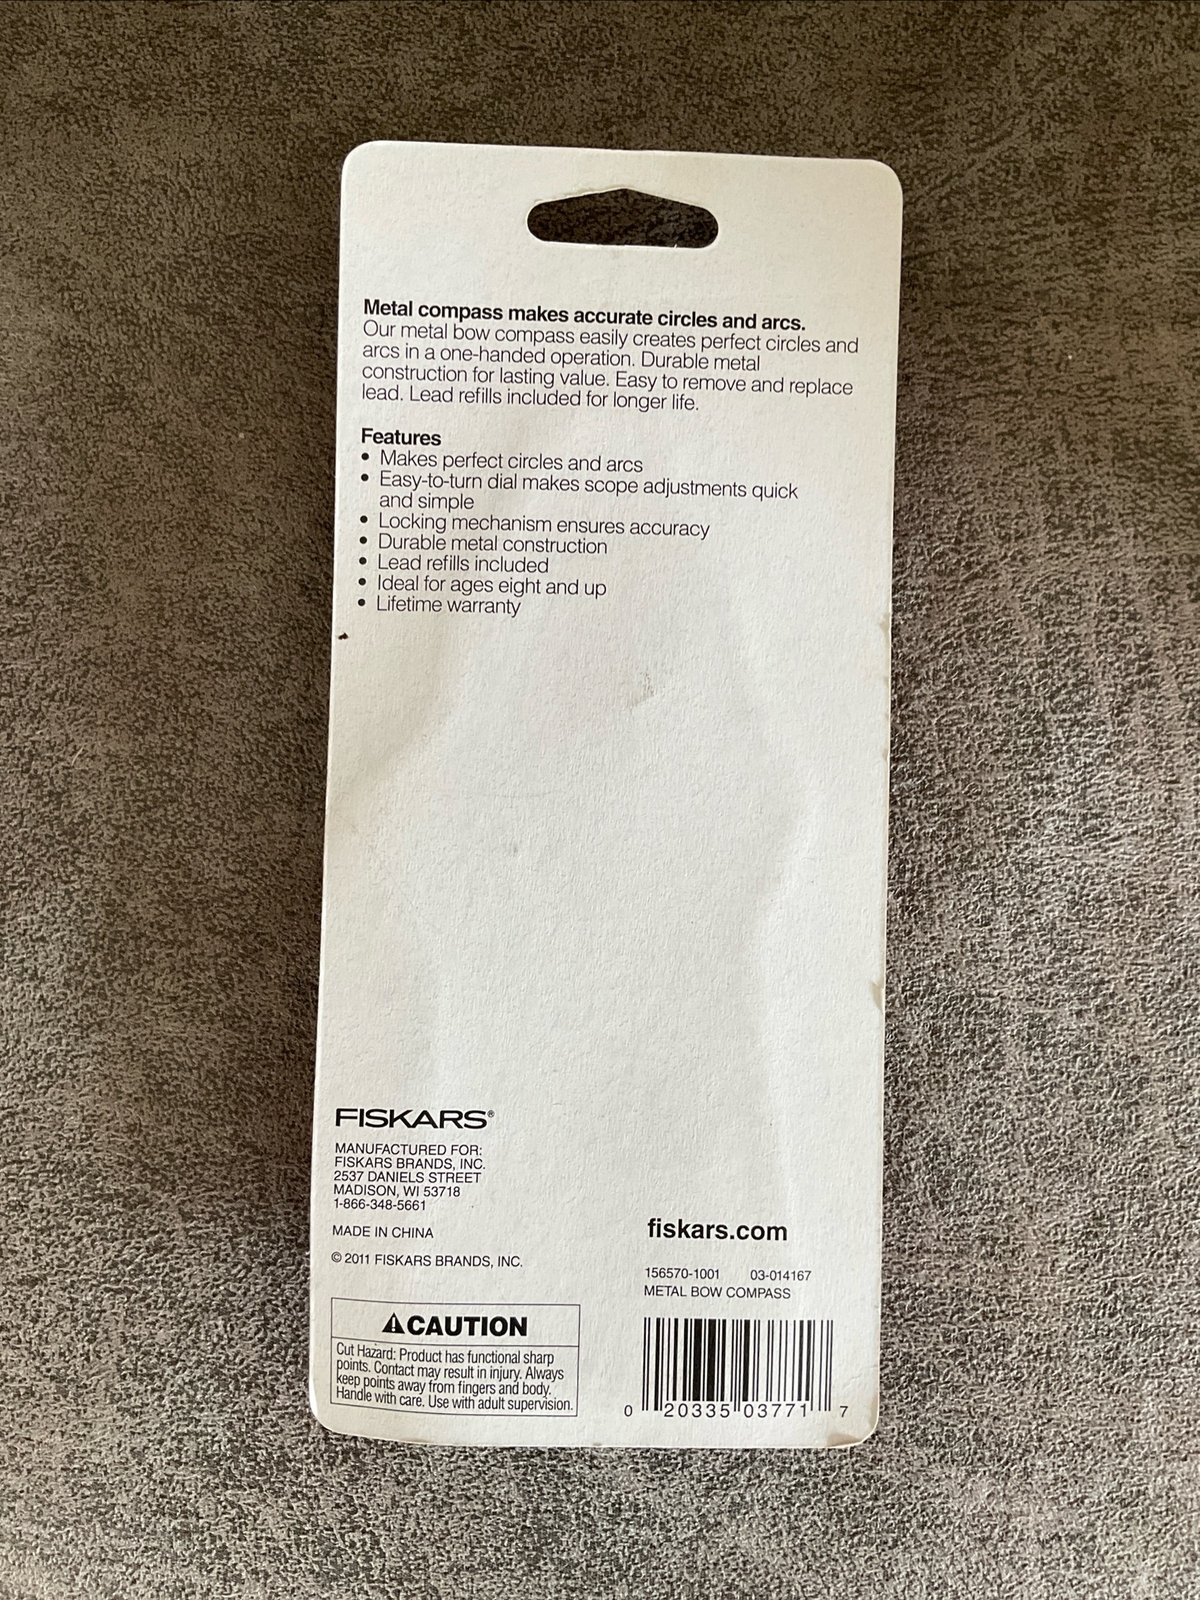 Metal compass makes accurate circles and arcs.
Our metal bow compass easily creates perfect circles and
arcs in a one-handed operation. Durable metal
construction for lasting value. Easy to remove and replace
lead. Lead refills included for longer life.
Features
• Makes perfect circles and arcs
• Easy-to-turn dial makes scope adjustments quick
and simple
• Locking mechanism ensures accuracy
• Durable metal construction
• Lead refills included
• Ideal for ages eight and up
• Lifetime warranty
FISKARS®
MANUFACTURED FOR:
FISKARS BRANDS, INC.
2537 DANIELS STREET
MADISON, WI 53718
1-866-348-5661
MADE IN CHINA
© 2011 FISKARS BRANDS, INC.
⚠CAUTION
Cut Hazard: Product has functional sharp
points. Contact may result in injury. Always
keep points away from fingers and body.
Handle with care. Use with adult supervision.
fiskars.com
156570-1001 03-014167
METAL BOW COMPASS
0 20335 03771 7